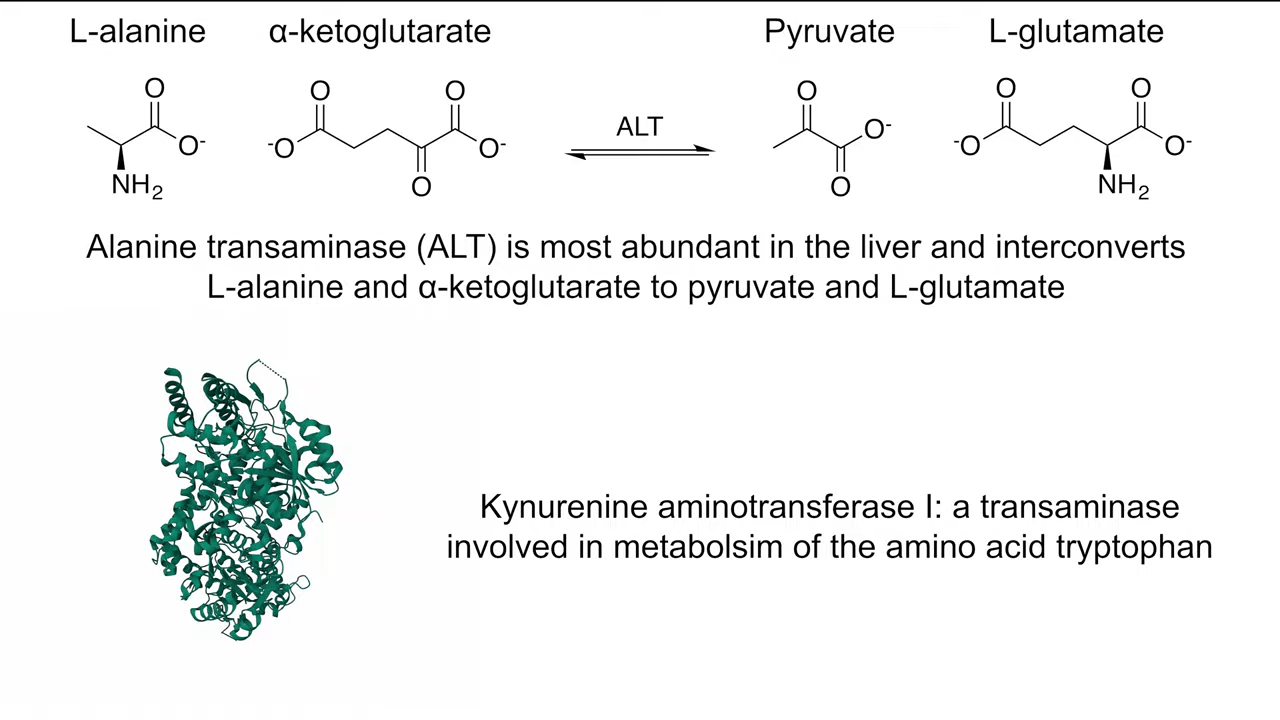 L-alanine α-ketoglutarate Pyruvate L-glutamate
O O O O O O
ALT
O⁻ ⁻O O⁻ O⁻ ⁻O O⁻
NH₂ O O NH₂
Alanine transaminase (ALT) is most abundant in the liver and interconverts
L-alanine and α-ketoglutarate to pyruvate and L-glutamate
Kynurenine aminotransferase I: a transaminase
involved in metabolsim of the amino acid tryptophan